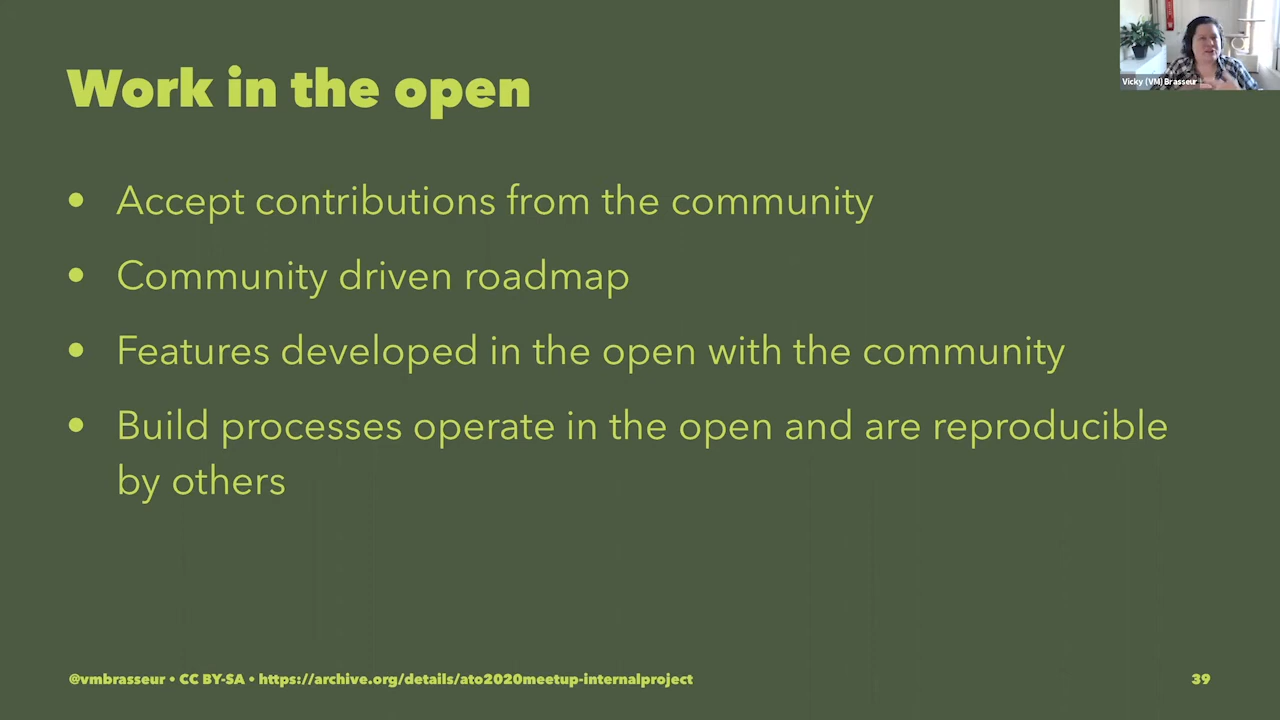 Work in the open
• Accept contributions from the community
• Community driven roadmap
• Features developed in the open with the community
• Build processes operate in the open and are reproducible
by others
Vicky (VM) Brasseur
@vmbrasseur • CC BY-SA • https://archive.org/details/ato2020meetup-internalproject
39